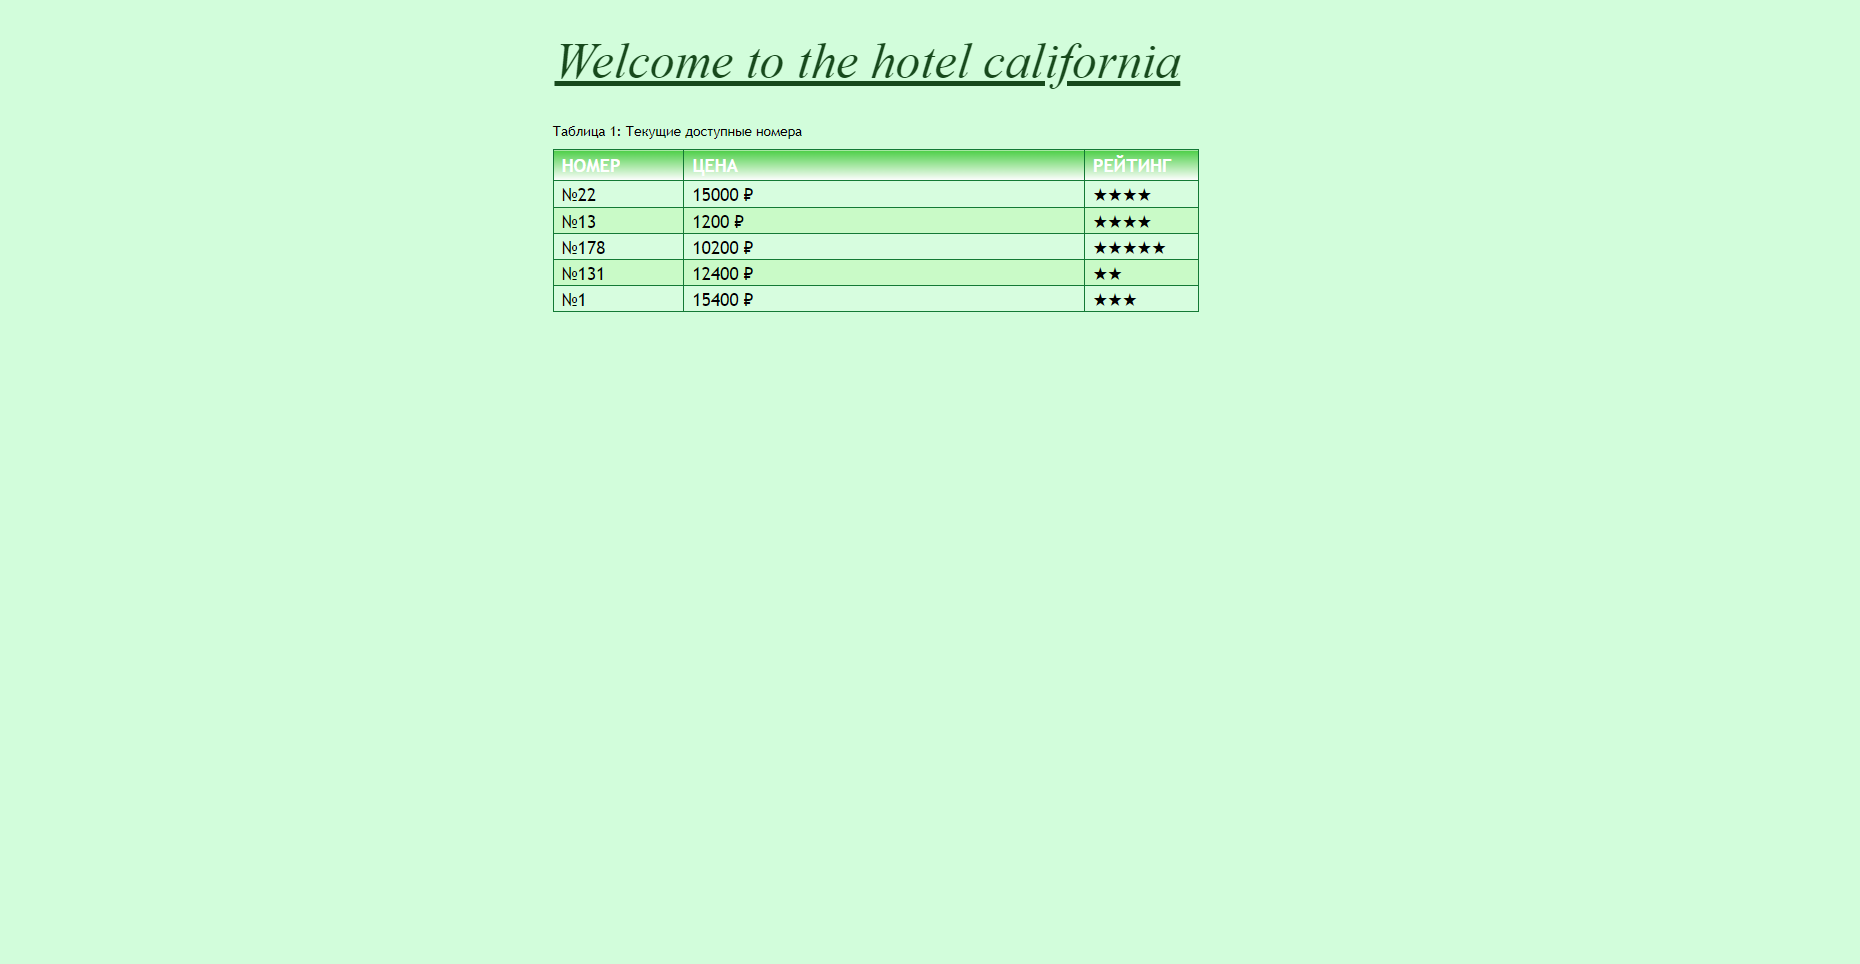 Welcome to the hotel california
Таблица 1: Текущие доступные номера
НОМЕР ЦЕНА РЕЙТИНГ
№22 15000 ₽ ★★★★
№13 1200 ₽ ★★★★
№178 10200 ₽ ★★★★★
№131 12400 ₽ ★★
№1 15400 ₽ ★★★